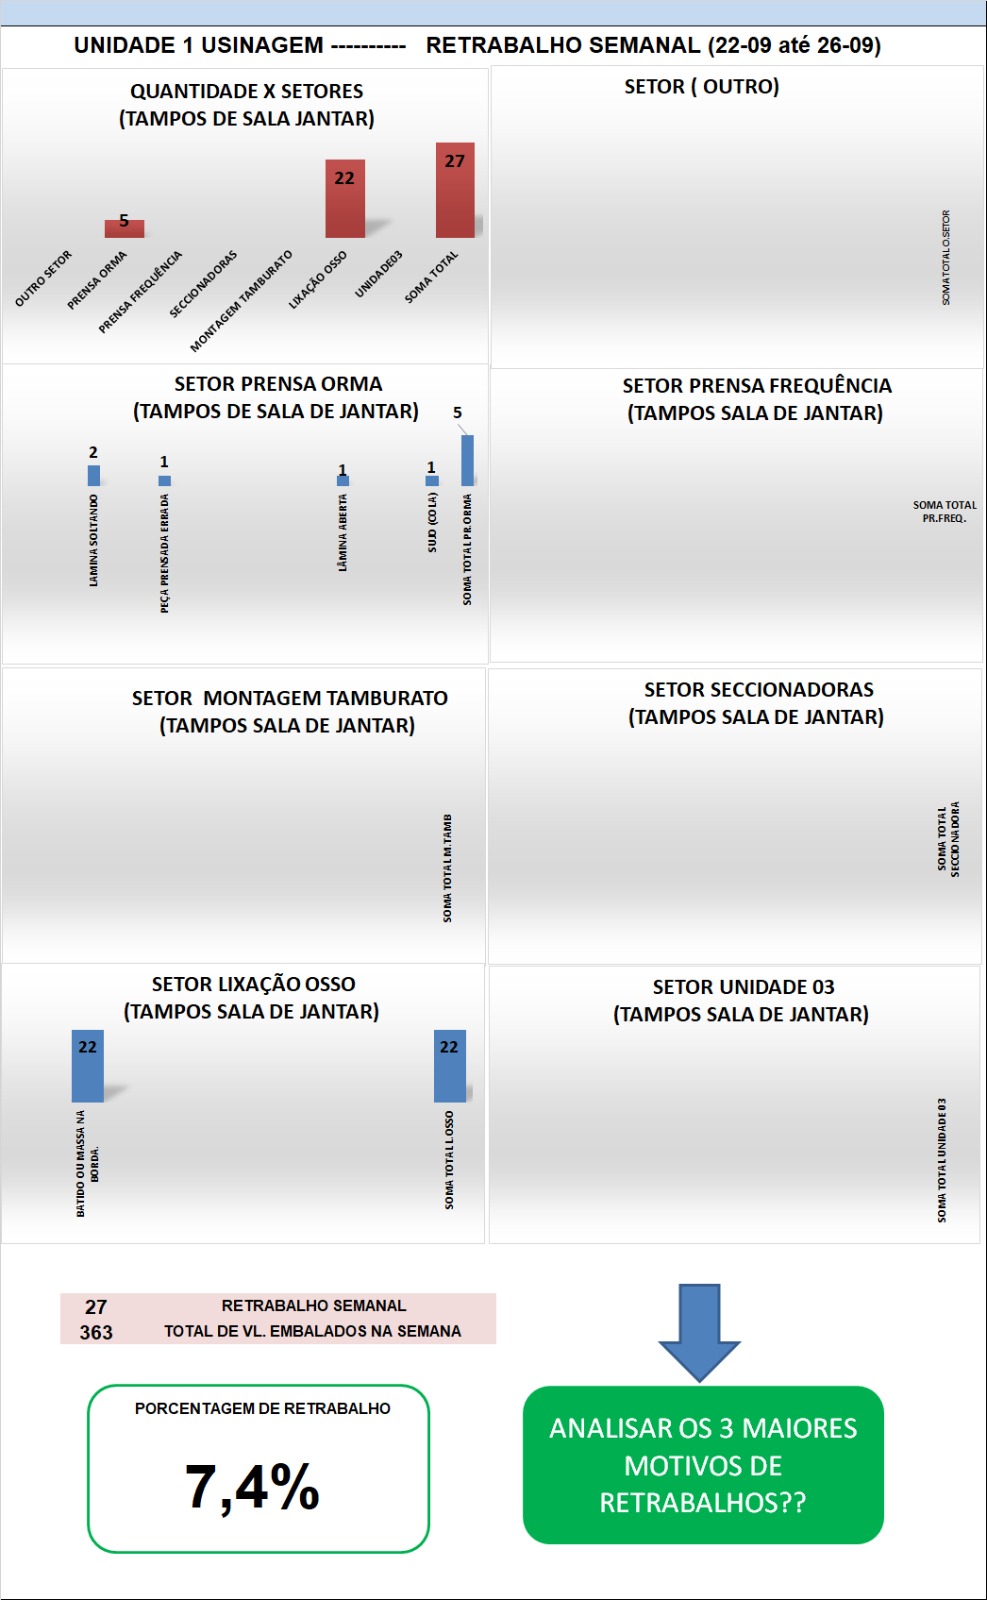 UNIDADE 1 USINAGEM ---------- RETRABALHO SEMANAL (22-09 até 26-09)
QUANTIDADE X SETORES
(TAMPOS DE SALA JANTAR)
5
22
27
OUTRO SETOR
PRENSA ORMA
PRENSA FREQUÊNCIA
SECCIONADORAS
MONTAGEM TAMBURATO
LIXAÇÃO OSSO
UNIDADE03
SOMA TOTAL
SETOR ( OUTRO)
SOMA TOTAL O.SETOR
SETOR PRENSA ORMA
(TAMPOS DE SALA DE JANTAR)
2
1
1
1
5
LÂMINA SOLTANDO
PEÇA PRENSADA ERRADA
LÂMINA ABERTA
SUJO (COLA)
SOMA TOTAL PR.ORMA
SETOR PRENSA FREQUÊNCIA
(TAMPOS SALA DE JANTAR)
SOMA TOTAL
PR.FREQ.
SETOR MONTAGEM TAMBURATO
(TAMPOS SALA DE JANTAR)
SOMA TOTAL M.TAMB
SETOR SECCIONADORAS
(TAMPOS SALA DE JANTAR)
SOMA TOTAL
SECCIONADORA
SETOR LIXAÇÃO OSSO
(TAMPOS SALA DE JANTAR)
22
22
BATIDO OU MASSA NA
BORDA.
SOMA TOTAL L.OSSO
SETOR UNIDADE 03
(TAMPOS SALA DE JANTAR)
SOMA TOTAL UNIDADE 03
27 RETRABALHO SEMANAL
363 TOTAL DE VL. EMBALADOS NA SEMANA
PORCENTAGEM DE RETRABALHO
7,4%
ANALISAR OS 3 MAIORES
MOTIVOS DE
RETRABALHOS??